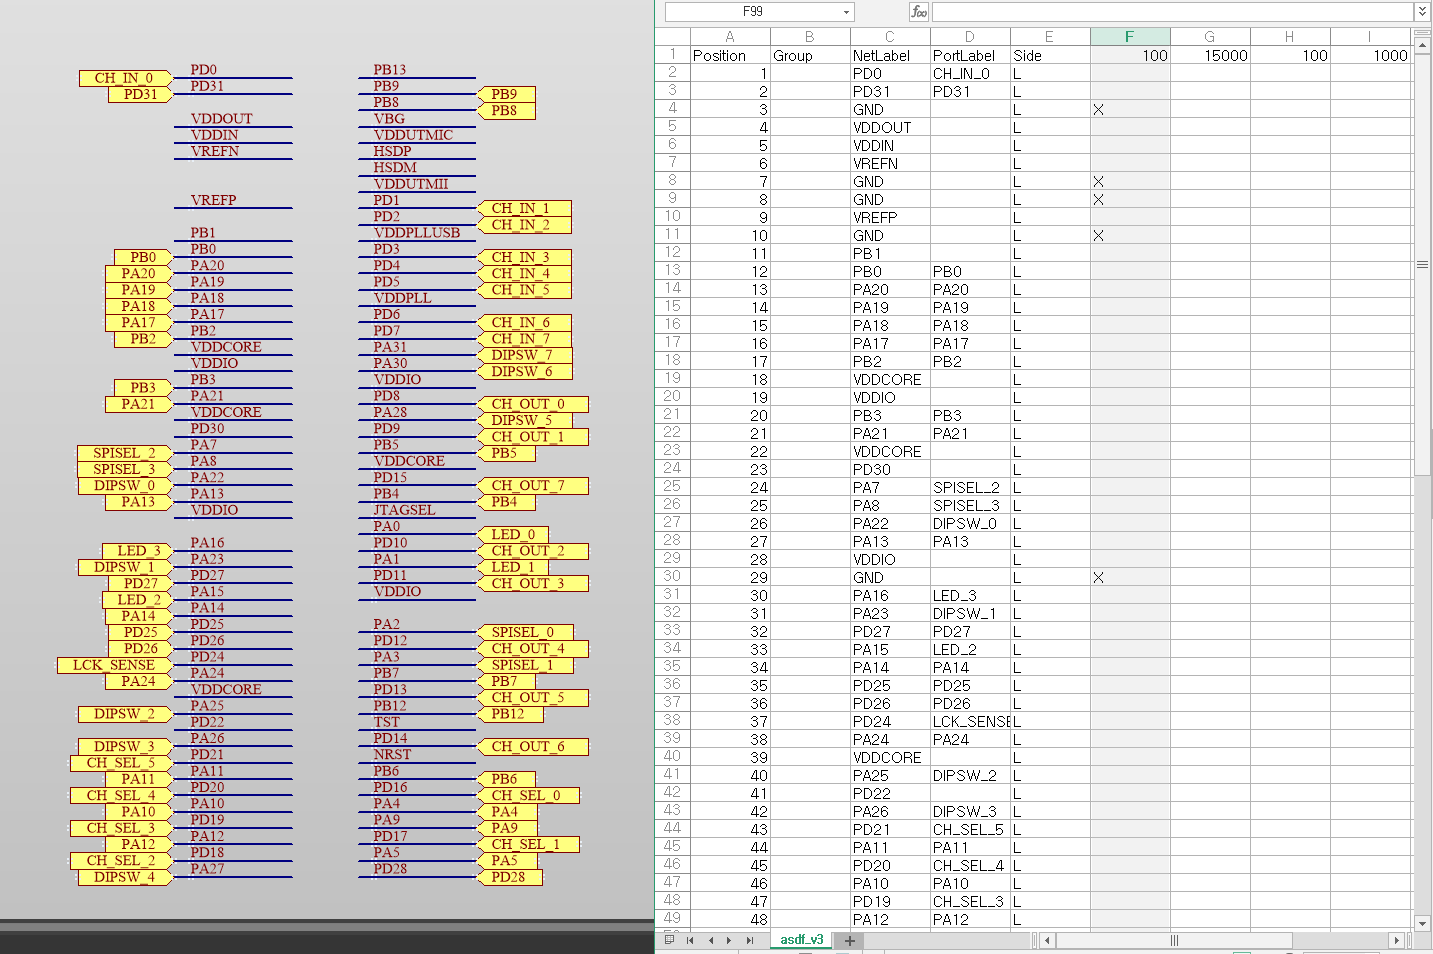 CH_IN_0 PD0
PD31 PD31
VDDOUT
VDDIN
VREFN
VREFP
PB1
PB0 PB0
PA20 PA20
PA19 PA19
PA18 PA18
PA17 PA17
PB2 PB2
VDDCORE
VDDIO
PB3 PB3
PA21 PA21
VDDCORE
PD30
SPISEL_2 PA7
SPISEL_3 PA8
DIPSW_0 PA22
PA13 PA13
VDDIO
LED_3 PA16
DIPSW_1 PA23
PD27 PD27
LED_2 PA15
PA14 PA14
PD25 PD25
PD26 PD26
LCK_SENSE PD24
PA24 PA24
VDDCORE
DIPSW_2 PA25
PD22
DIPSW_3 PA26
CH_SEL_5 PD21
PA11 PA11
CH_SEL_4 PD20
PA10 PA10
CH_SEL_3 PD19
PA12 PA12
CH_SEL_2 PD18
DIPSW_4 PA27
PB13
PB9 PB9
PB8 PB8
VBG
VDDUTMIC
HSDP
HSDM
VDDUTMII
PD1 CH_IN_1
PD2 CH_IN_2
VDDPLLUSB
PD3 CH_IN_3
PD4 CH_IN_4
PD5 CH_IN_5
VDDPLL
PD6 CH_IN_6
PD7 CH_IN_7
PA31 DIPSW_7
PA30 DIPSW_6
VDDIO
PD8 CH_OUT_0
PA28 DIPSW_5
PD9 CH_OUT_1
PB5 PB5
VDDCORE
PD15 CH_OUT_7
PB4 PB4
JTAGSEL
PA0 LED_0
PD10 CH_OUT_2
PA1 LED_1
PD11 CH_OUT_3
VDDIO
PA2 SPISEL_0
PD12 CH_OUT_4
PA3 SPISEL_1
PB7 PB7
PD13 CH_OUT_5
PB12 PB12
TST
PD14 CH_OUT_6
NRST
PB6 PB6
PD16 CH_SEL_0
PA4 PA4
PA9 PA9
PD17 CH_SEL_1
PA5 PA5
PD28 PD28
F99 f∞
A B C D E F G H I
1 Position Group NetLabel PortLabel Side 100 15000 100 1000
2 1 PD0 CH_IN_0 L
3 2 PD31 PD31 L
4 3 GND L X
5 4 VDDOUT L
6 5 VDDIN L
7 6 VREFN L
8 7 GND L X
9 8 GND L X
10 9 VREFP L
11 10 GND L X
12 11 PB1 L
13 12 PB0 PB0 L
14 13 PA20 PA20 L
15 14 PA19 PA19 L
16 15 PA18 PA18 L
17 16 PA17 PA17 L
18 17 PB2 PB2 L
19 18 VDDCORE L
20 19 VDDIO L
21 20 PB3 PB3 L
22 21 PA21 PA21 L
23 22 VDDCORE L
24 23 PD30 L
25 24 PA7 SPISEL_2 L
26 25 PA8 SPISEL_3 L
27 26 PA22 DIPSW_0 L
28 27 PA13 PA13 L
29 28 VDDIO L
30 29 GND L X
31 30 PA16 LED_3 L
32 31 PA23 DIPSW_1 L
33 32 PD27 PD27 L
34 33 PA15 LED_2 L
35 34 PA14 PA14 L
36 35 PD25 PD25 L
37 36 PD26 PD26 L
38 37 PD24 LCK_SENSE L
39 38 PA24 PA24 L
40 39 VDDCORE L
41 40 PA25 DIPSW_2 L
42 41 PD22 L
43 42 PA26 DIPSW_3 L
44 43 PD21 CH_SEL_5 L
45 44 PA11 PA11 L
46 45 PD20 CH_SEL_4 L
47 46 PA10 PA10 L
48 47 PD19 CH_SEL_3 L
49 48 PA12 PA12 L
asdf_v3